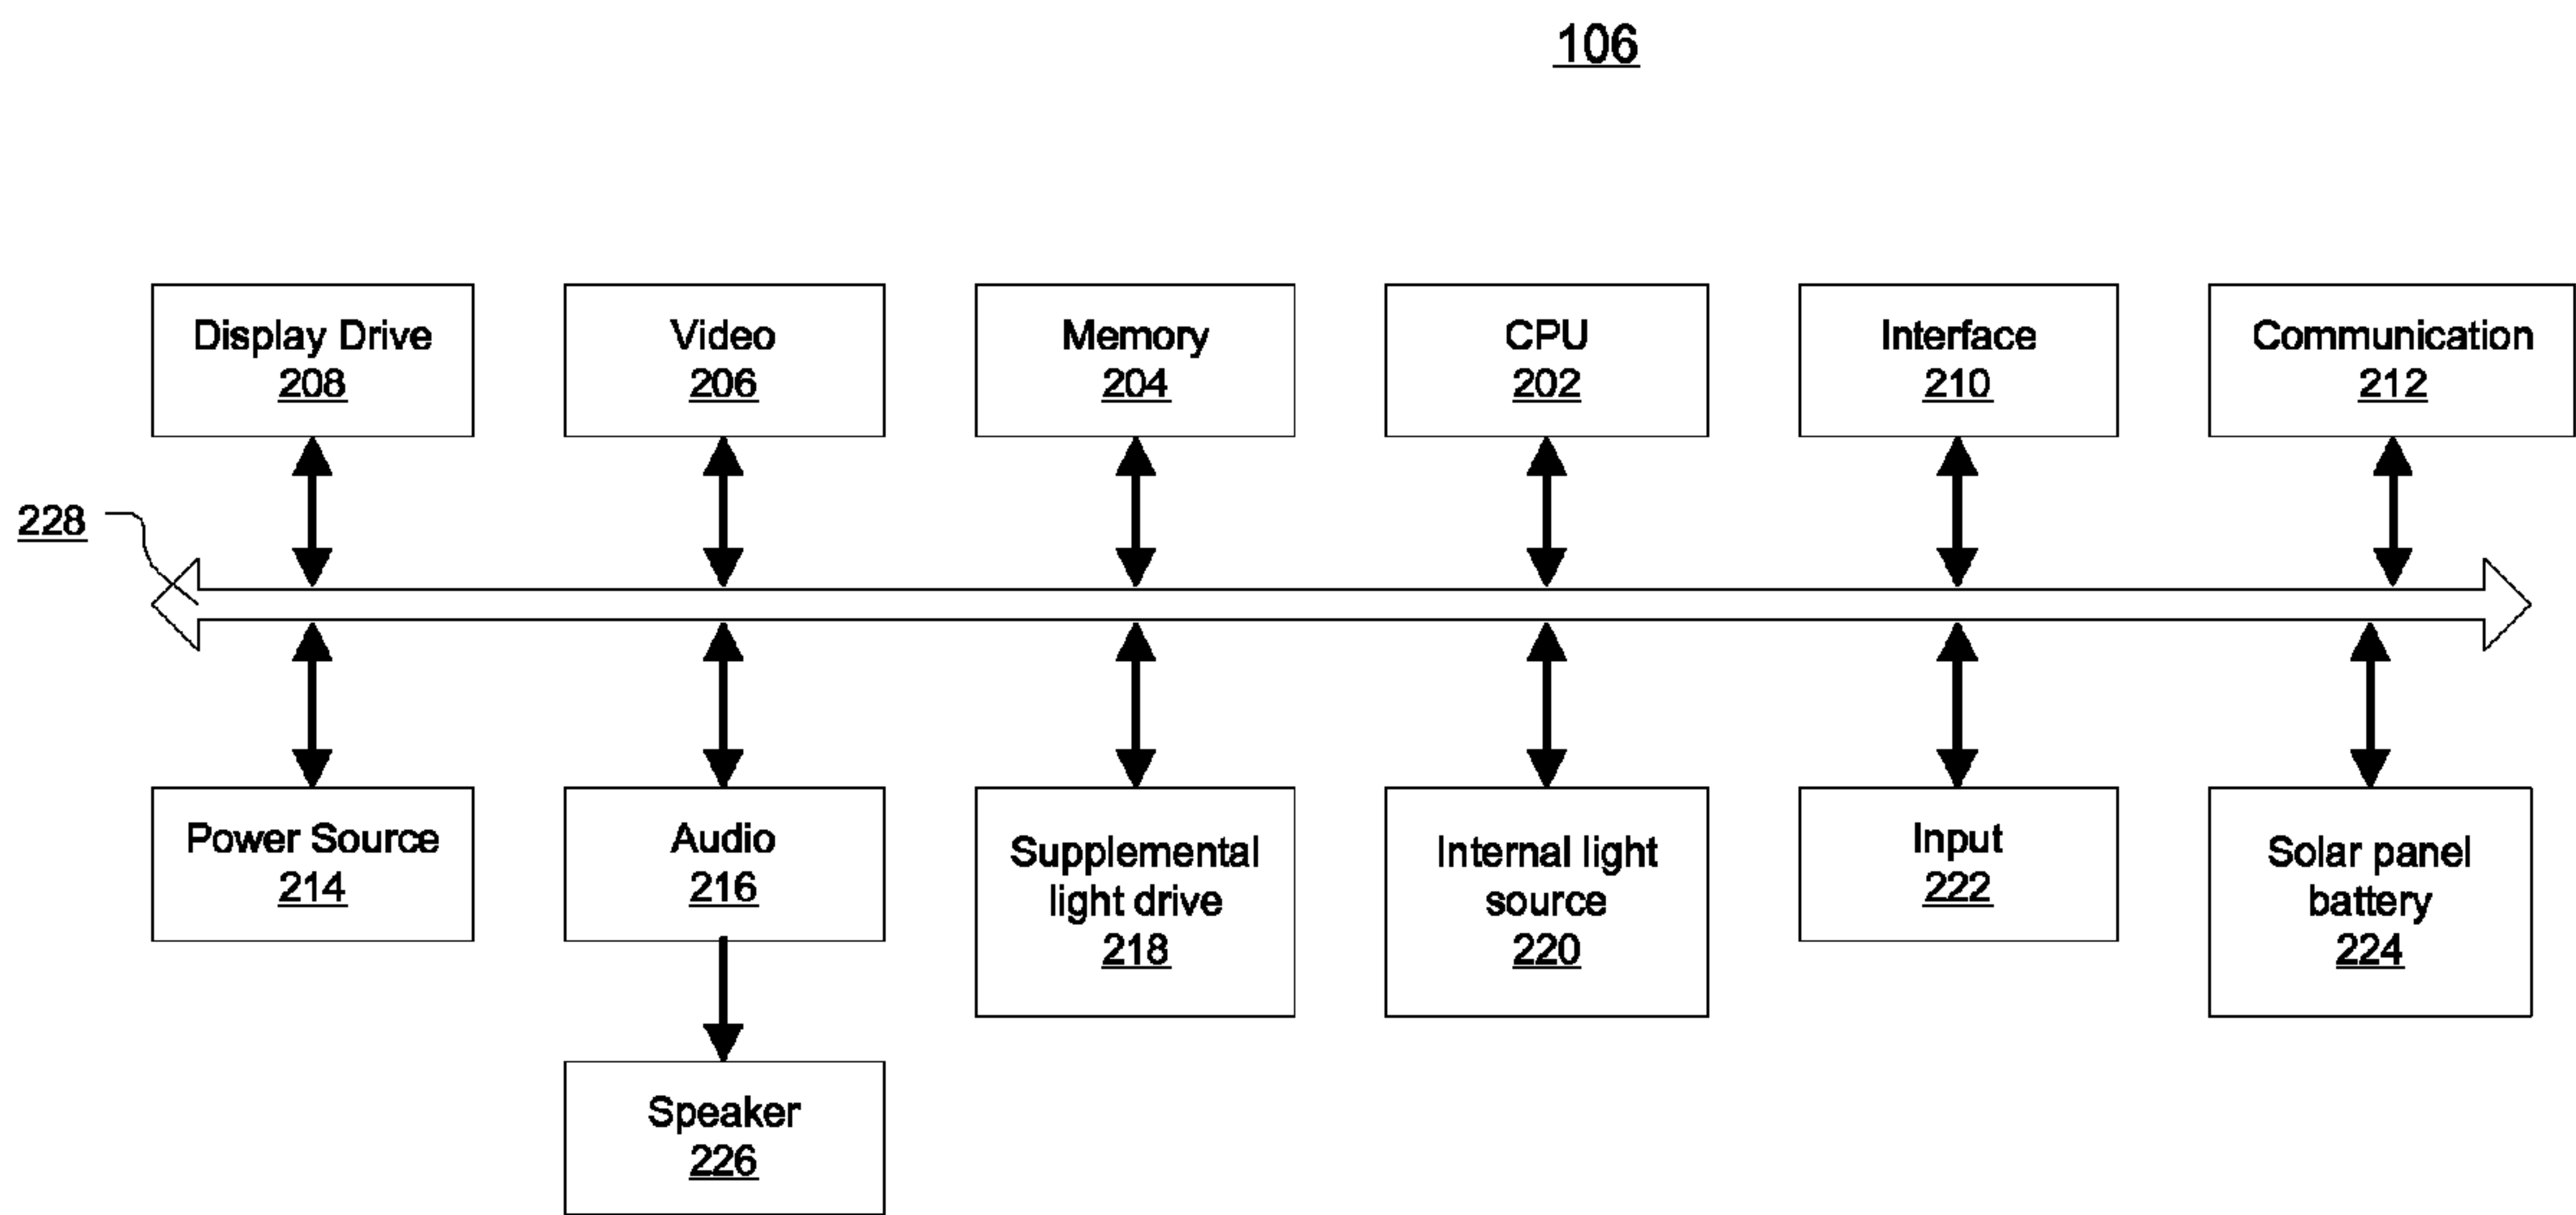 106
Display Drive
208
Video
206
Memory
204
CPU
202
Interface
210
Communication
212
228
Power Source
214
Audio
216
Supplemental
light drive
218
Internal light
source
220
Input
222
Solar panel
battery
224
Speaker
226